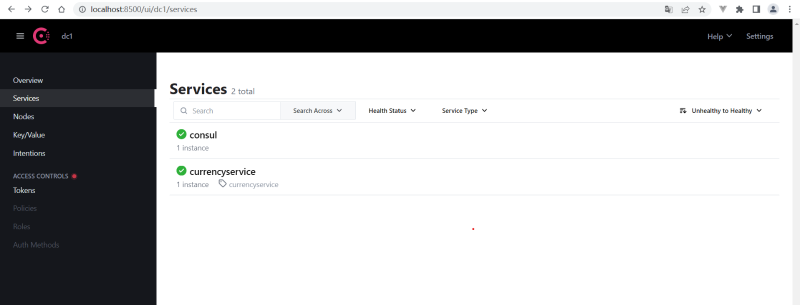 localhost:8500/ui/dc1/services
dc1
Help
Settings
Overview
Services
Nodes
Key/Value
Intentions
ACCESS CONTROLS
Tokens
Policies
Roles
Auth Methods
Services 2 total
Search
Search Across
Health Status
Service Type
Unhealthy to Healthy
consul
1 instance
currencyservice
1 instance currencyservice